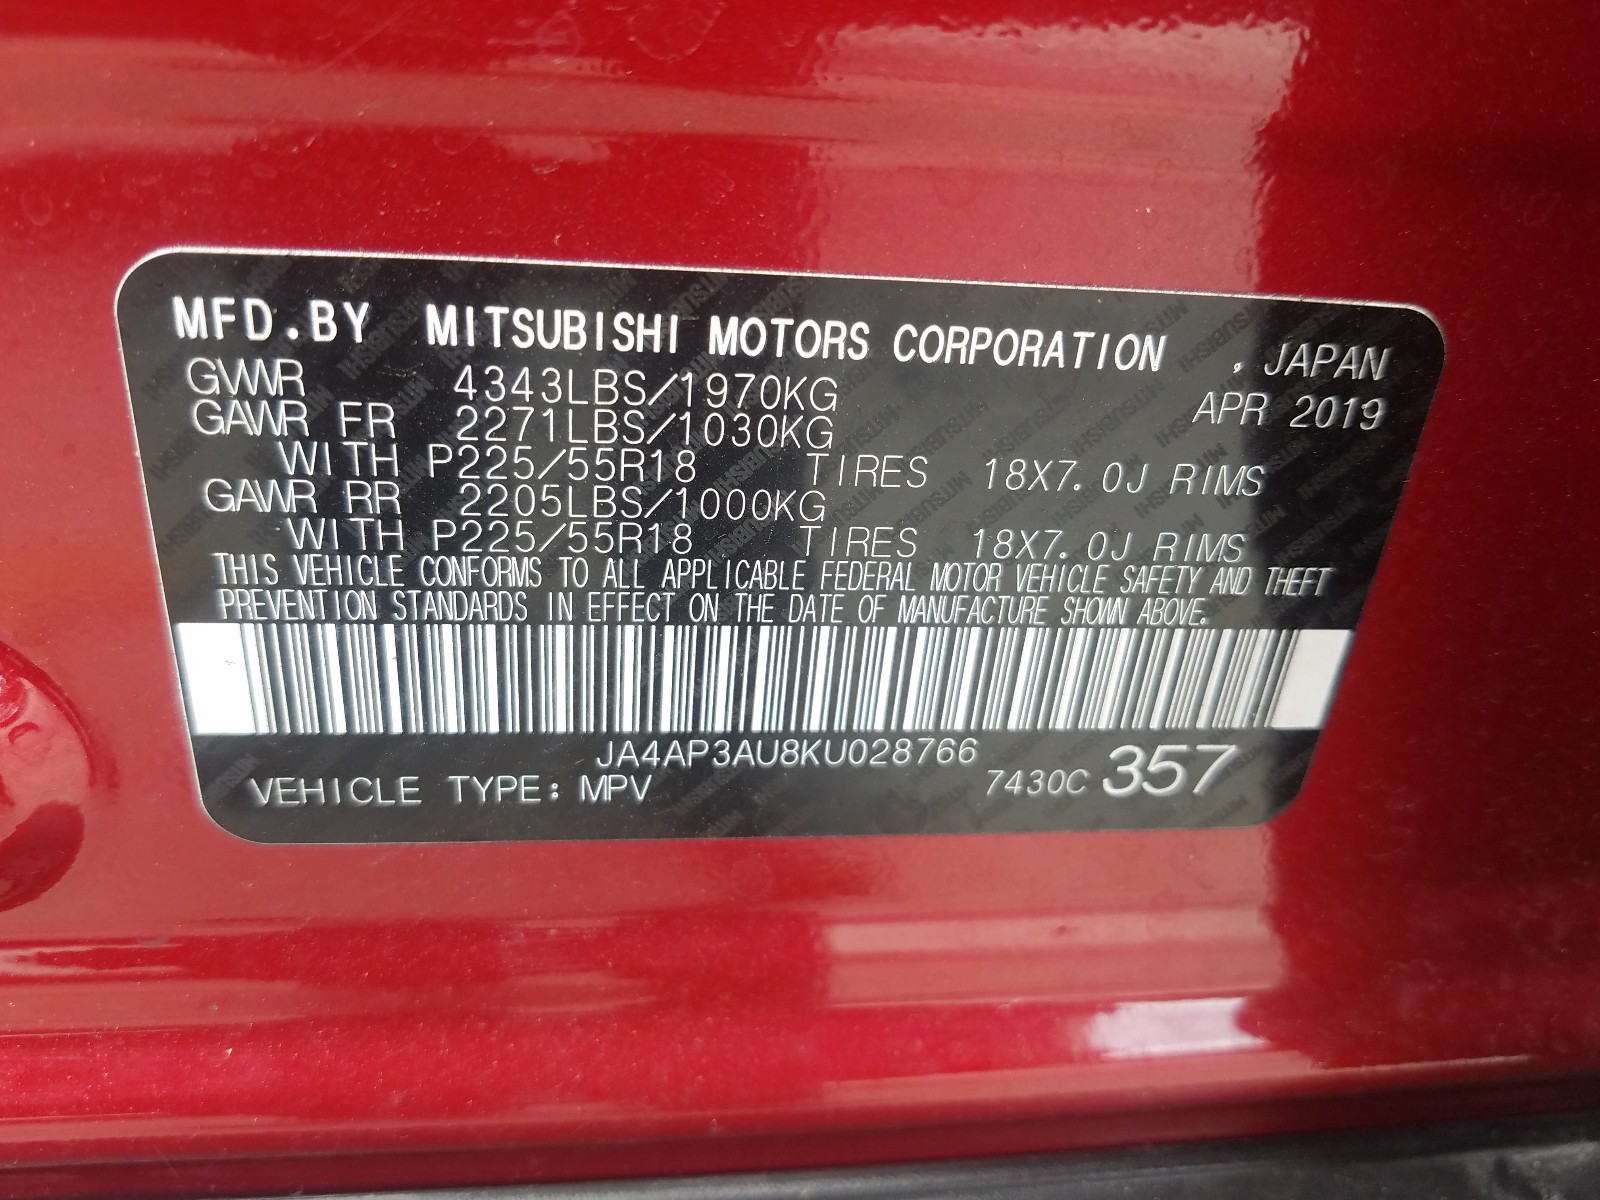 MFD.BY MITSUBISHI MOTORS CORPORATION , JAPAN
GVWR 4343LBS/1970KG APR 2019
GAWR FR 2271LBS/1030KG
WITH P225/55R18 TIRES 18X7.0J RIMS
GAWR RR 2205LBS/1000KG
WITH P225/55R18 TIRES 18X7.0J RIMS
THIS VEHICLE CONFORMS TO ALL APPLICABLE FEDERAL MOTOR VEHICLE SAFETY AND THEFT
PREVENTION STANDARDS IN EFFECT ON THE DATE OF MANUFACTURE SHOWN ABOVE.
JA4AP3AU8KU028766
VEHICLE TYPE: MPV 7430C 357